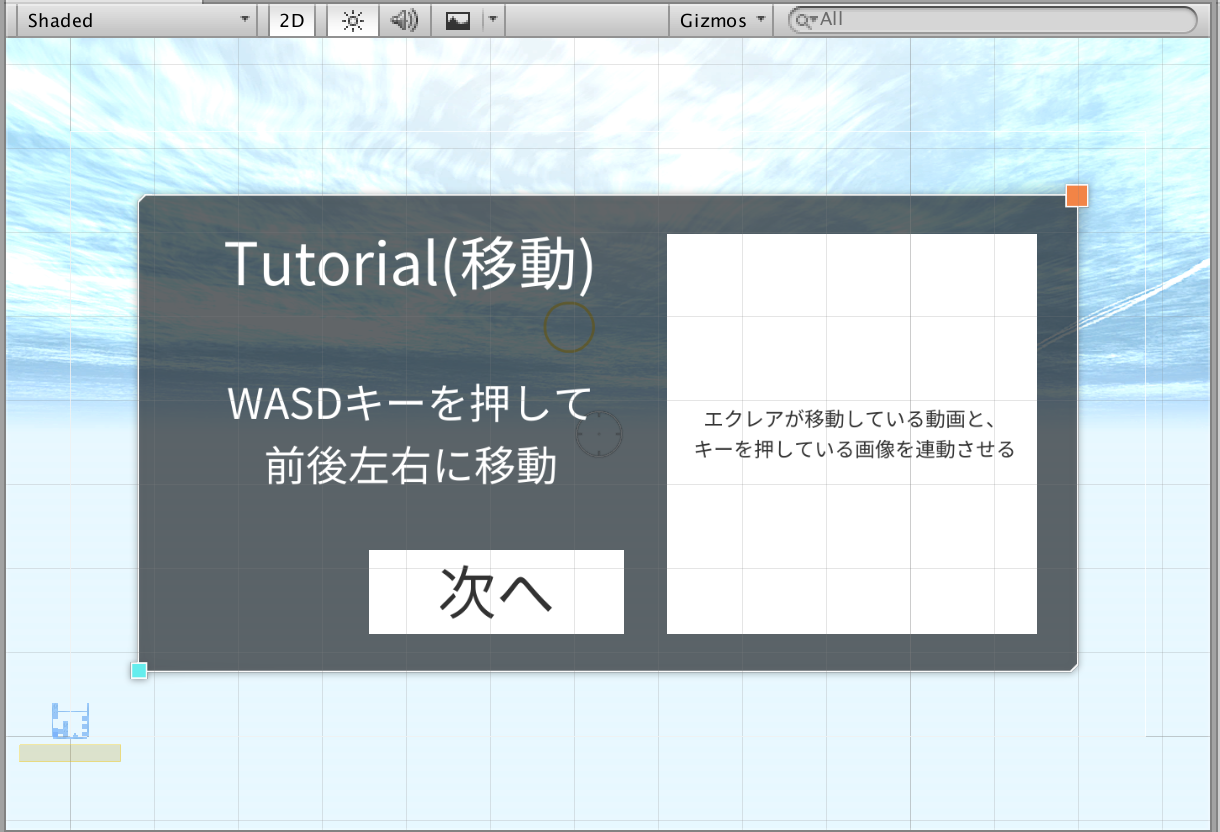 Shaded
2D
Gizmos
All
Tutorial(移動)
WASDキーを押して
前後左右に移動
次へ
エクレアが移動している動画と、
キーを押している画像を連動させる